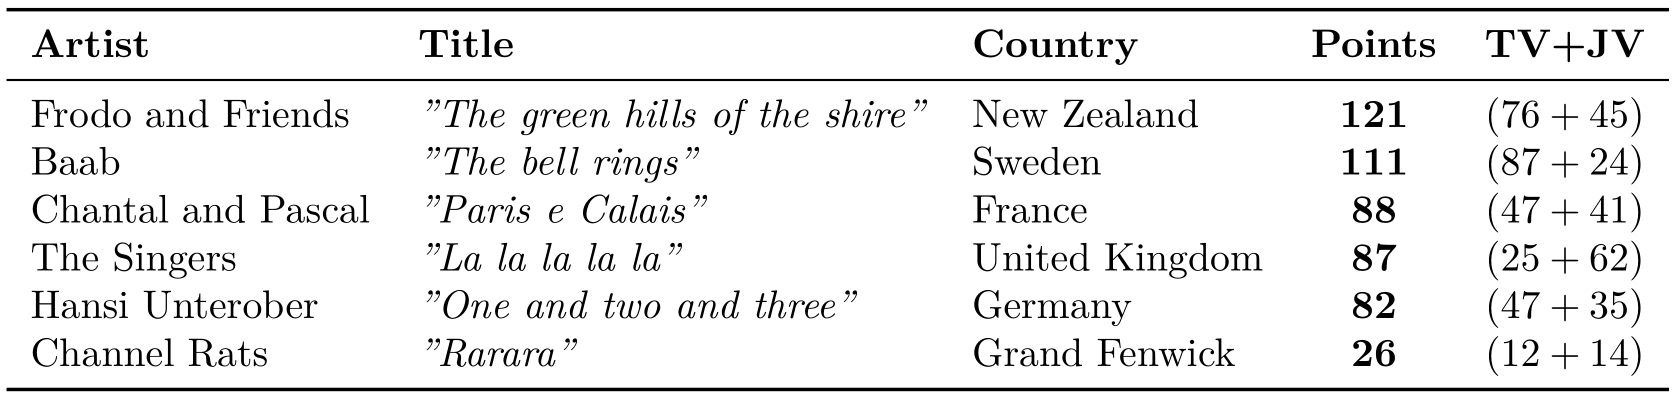 Artist Title Country Points TV+JV
Frodo and Friends ”The green hills of the shire” New Zealand 121 (76 + 45)
Baab ”The bell rings” Sweden 111 (87 + 24)
Chantal and Pascal ”Paris e Calais” France 88 (47 + 41)
The Singers ”La la la la la” United Kingdom 87 (25 + 62)
Hansi Unterober ”One and two and three” Germany 82 (47 + 35)
Channel Rats ”Rarara” Grand Fenwick 26 (12 + 14)